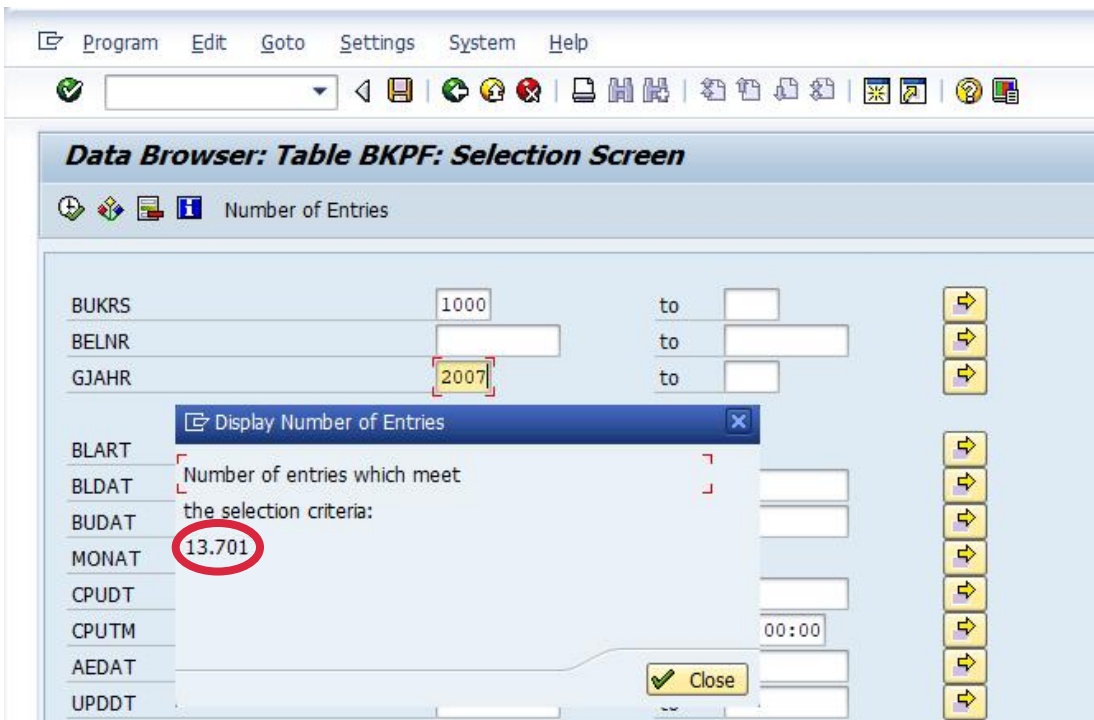 Program Edit Goto Settings System Help
Data Browser: Table BKPF: Selection Screen
Number of Entries
BUKRS 1000 to
BELNR to
GJAHR 2007 to
Display Number of Entries
BLART
Number of entries which meet
BLDAT
the selection criteria:
BUDAT
13.701
MONAT
CPUDT
CPUTM 00:00
AEDAT
Close
UPDDT